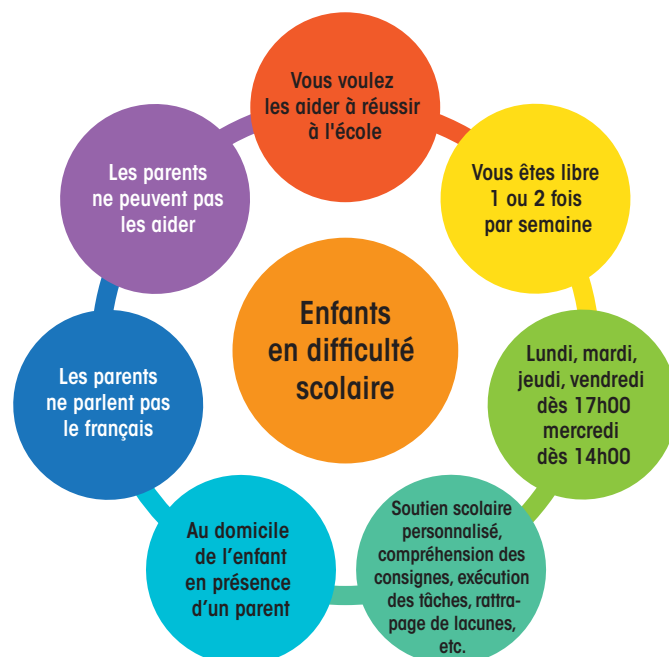 Vous voulez
les aider à réussir
à l'école
Vous êtes libre
1 ou 2 fois
par semaine
Lundi, mardi,
jeudi, vendredi
dès 17h00
mercredi
dès 14h00
Soutien scolaire
personnalisé,
compréhension des
consignes, exécution
des tâches, rattra-
page de lacunes,
etc.
Au domicile
de l’enfant
en présence
d’un parent
Les parents
ne parlent pas
le français
Les parents
ne peuvent pas
les aider
Enfants
en difficulté
scolaire